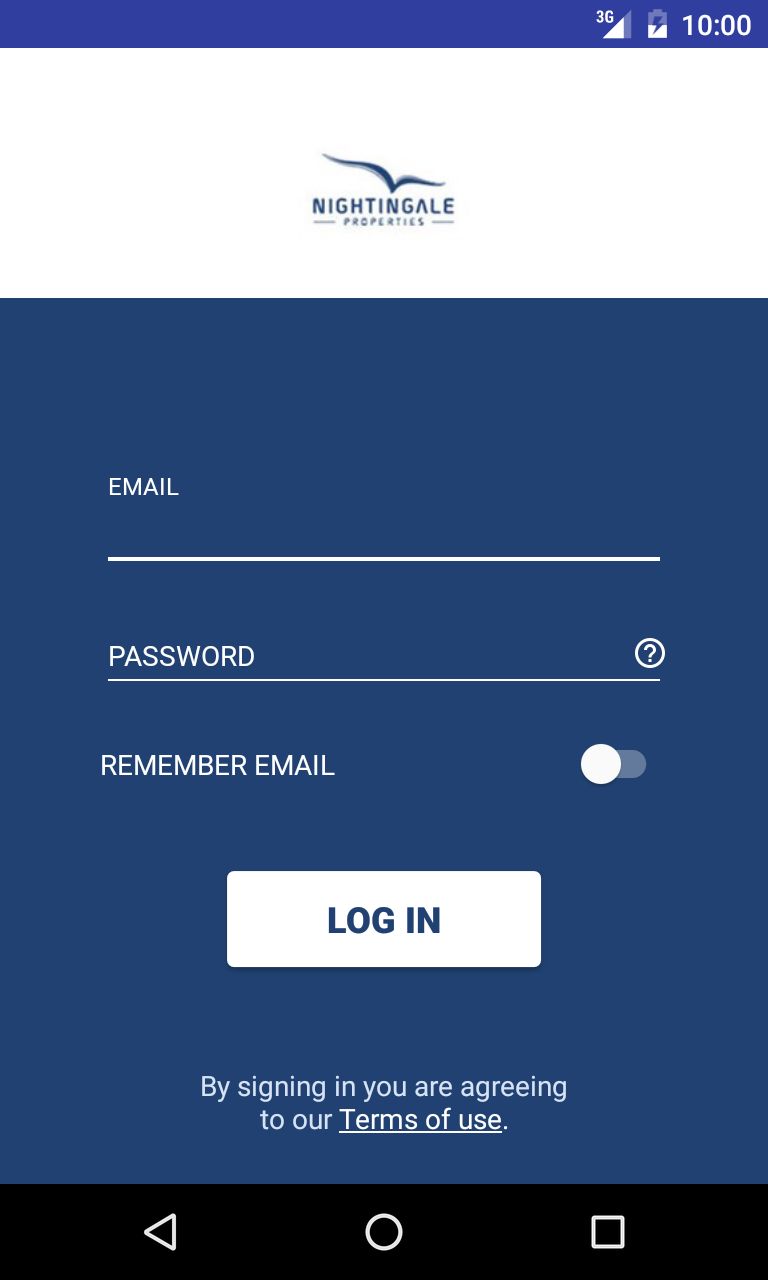 3G 10:00
NIGHTINGALE
PROPERTIES
EMAIL
PASSWORD
REMEMBER EMAIL
LOG IN
By signing in you are agreeing
to our Terms of use.